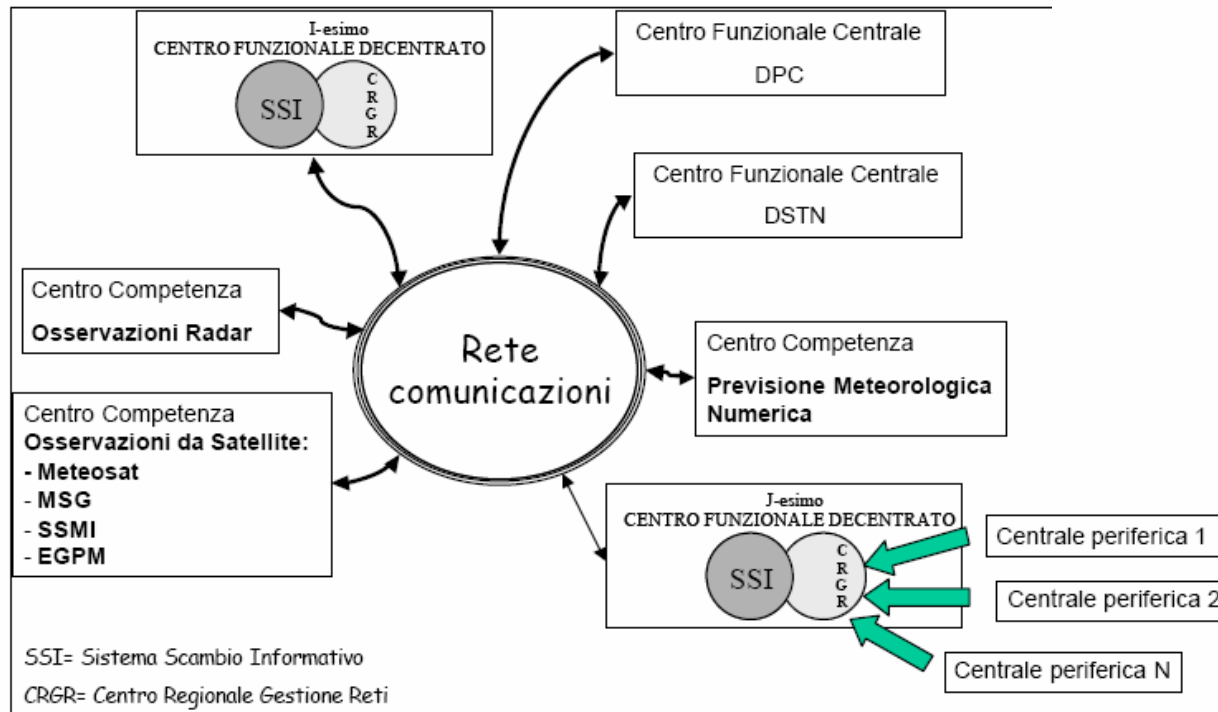 I-esimo
CENTRO FUNZIONALE DECENTRATO
SSI
C
R
G
R
Centro Funzionale Centrale
DPC
Centro Funzionale Centrale
DSTN
Centro Competenza
Osservazioni Radar
Rete
comunicazioni
Centro Competenza
Previsione Meteorologica
Numerica
Centro Competenza
Osservazioni da Satellite:
- Meteosat
- MSG
- SSMI
- EGPM
J-esimo
CENTRO FUNZIONALE DECENTRATO
SSI
C
R
G
R
Centrale periferica 1
Centrale periferica 2
Centrale periferica N
SSI= Sistema Scambio Informativo
CRGR= Centro Regionale Gestione Reti